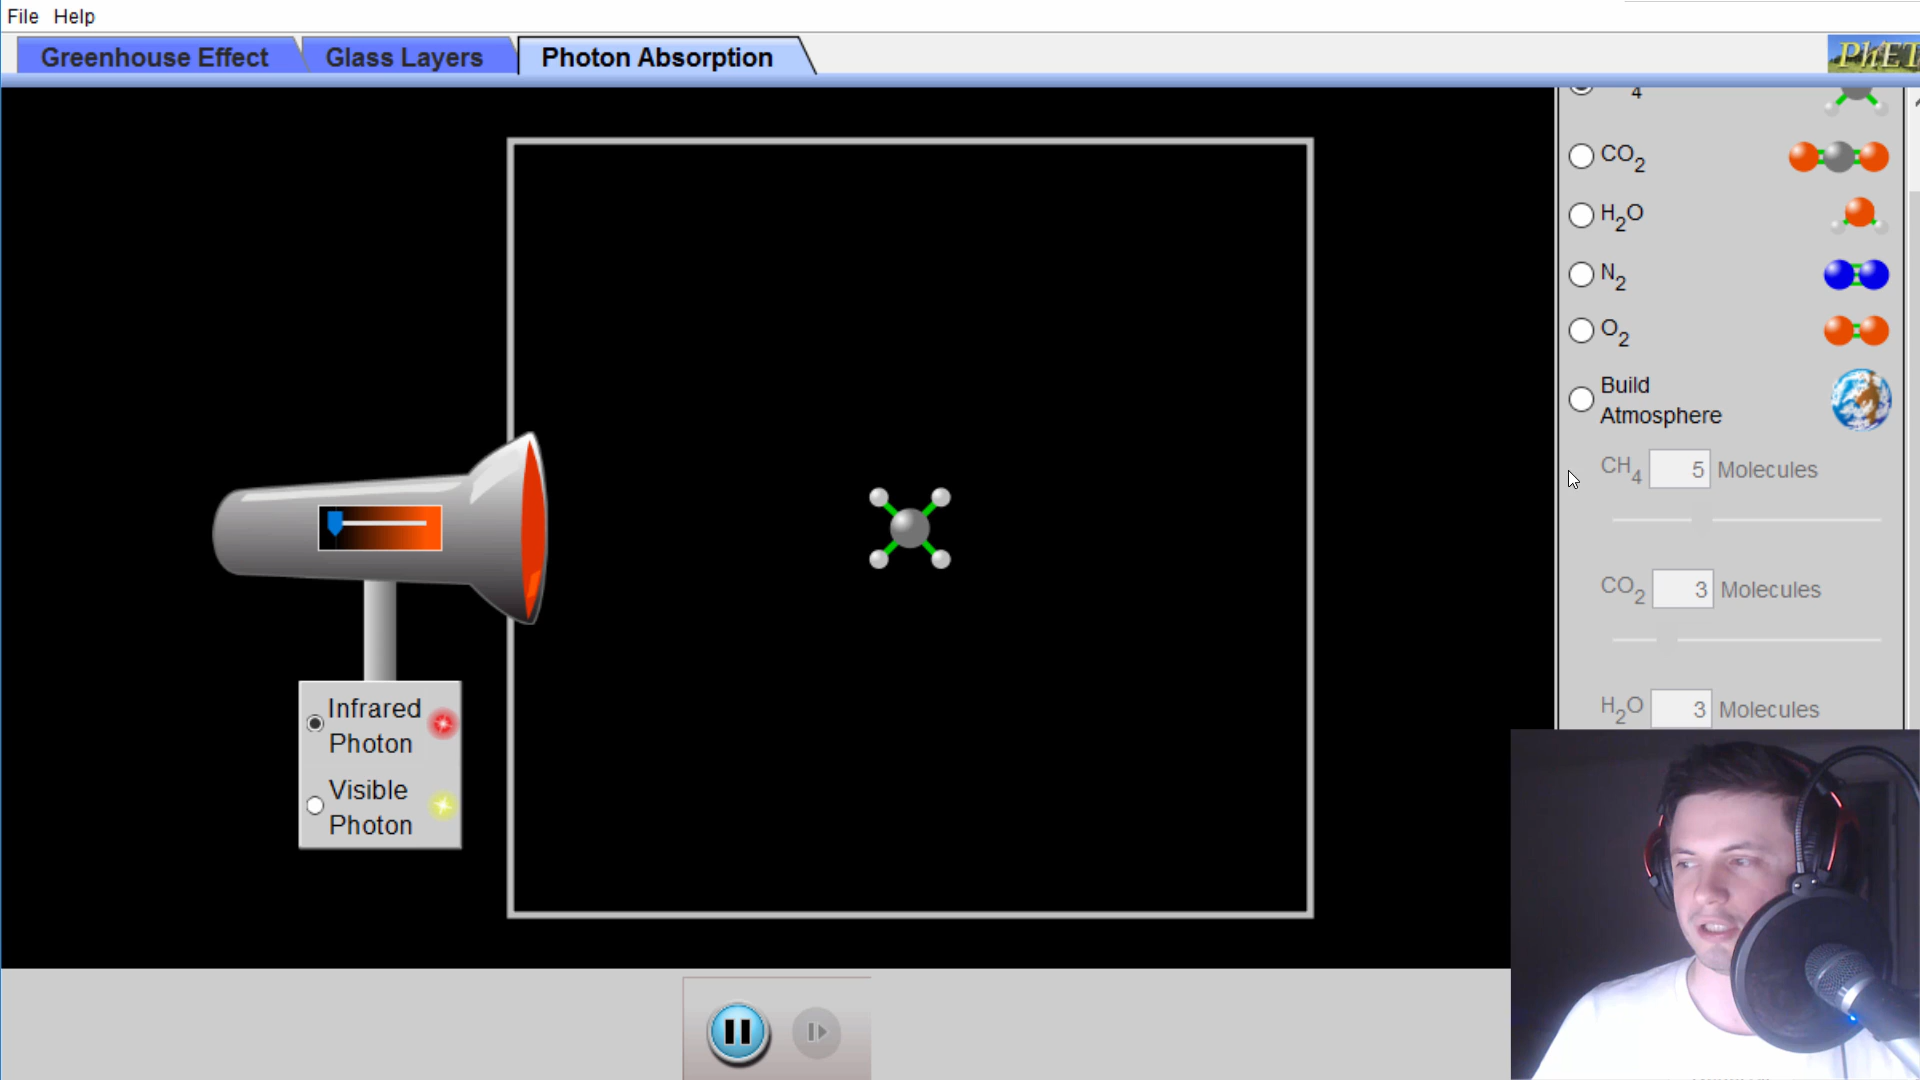 File Help
Greenhouse Effect Glass Layers Photon Absorption
PhET
4
CO2
H2O
N2
O2
Build
Atmosphere
CH4 5 Molecules
CO2 3 Molecules
H2O 3 Molecules
Infrared
Photon
Visible
Photon